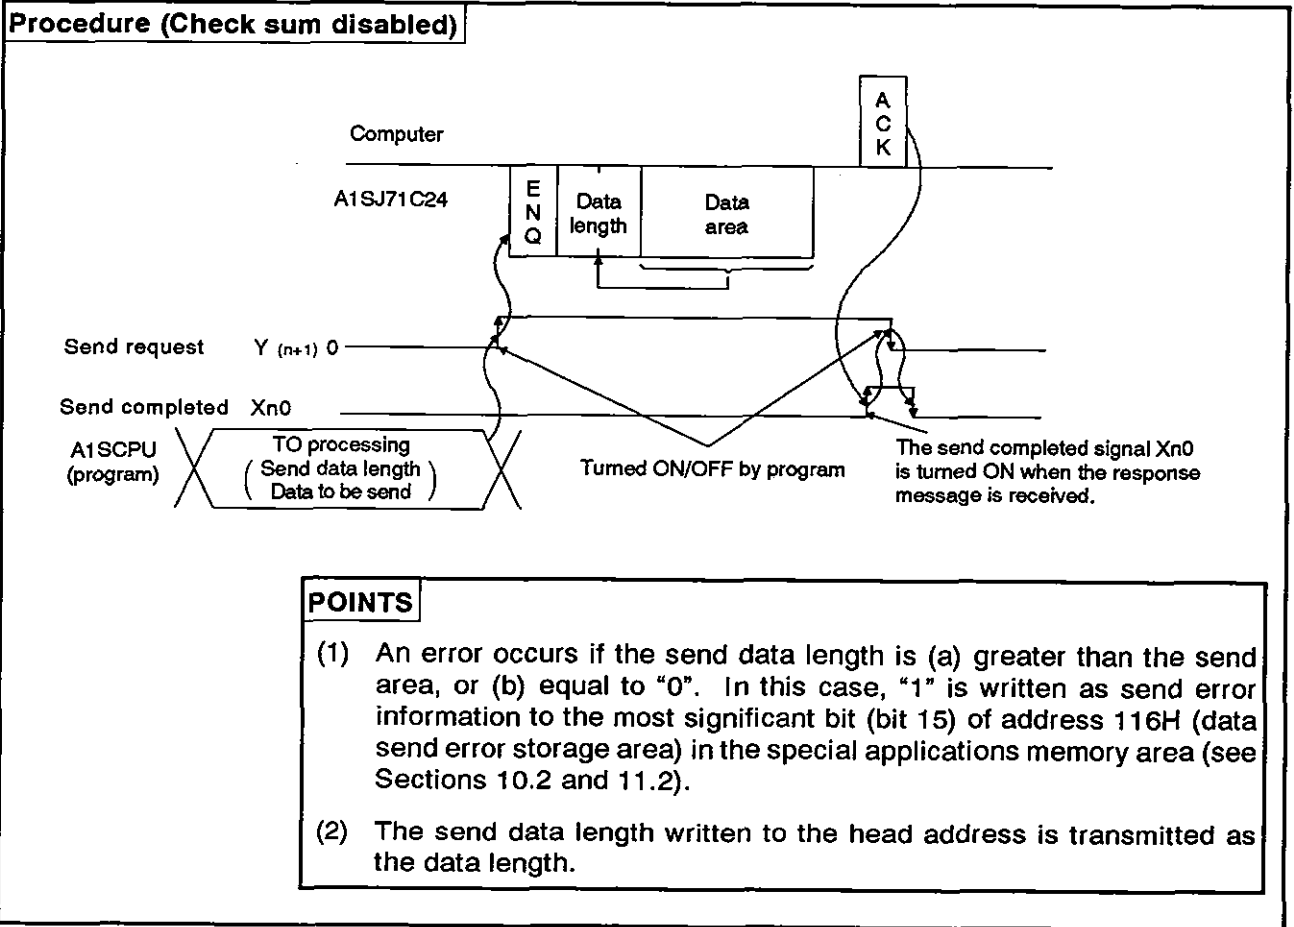 Procedure (Check sum disabled)
ACK
Computer
A1SJ71C24
ENQ
Data
length
Data
area
Send request Y (n+1) 0
Send completed Xn0
A1SCPU
(program)
TO processing
( Send data length )
Data to be send
Turned ON/OFF by program
The send completed signal Xn0
is turned ON when the response
message is received.
POINTS
(1) An error occurs if the send data length is (a) greater than the send
area, or (b) equal to “0”. In this case, “1” is written as send error
information to the most significant bit (bit 15) of address 116H (data
send error storage area) in the special applications memory area (see
Sections 10.2 and 11.2).
(2) The send data length written to the head address is transmitted as
the data length.